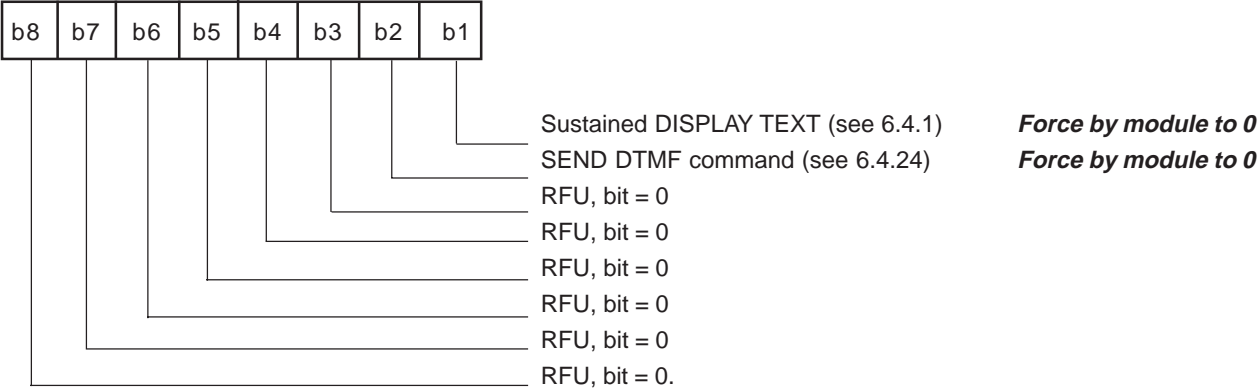 b8 b7 b6 b5 b4 b3 b2 b1
Sustained DISPLAY TEXT (see 6.4.1) Force by module to 0
SEND DTMF command (see 6.4.24) Force by module to 0
RFU, bit = 0
RFU, bit = 0
RFU, bit = 0
RFU, bit = 0
RFU, bit = 0
RFU, bit = 0.